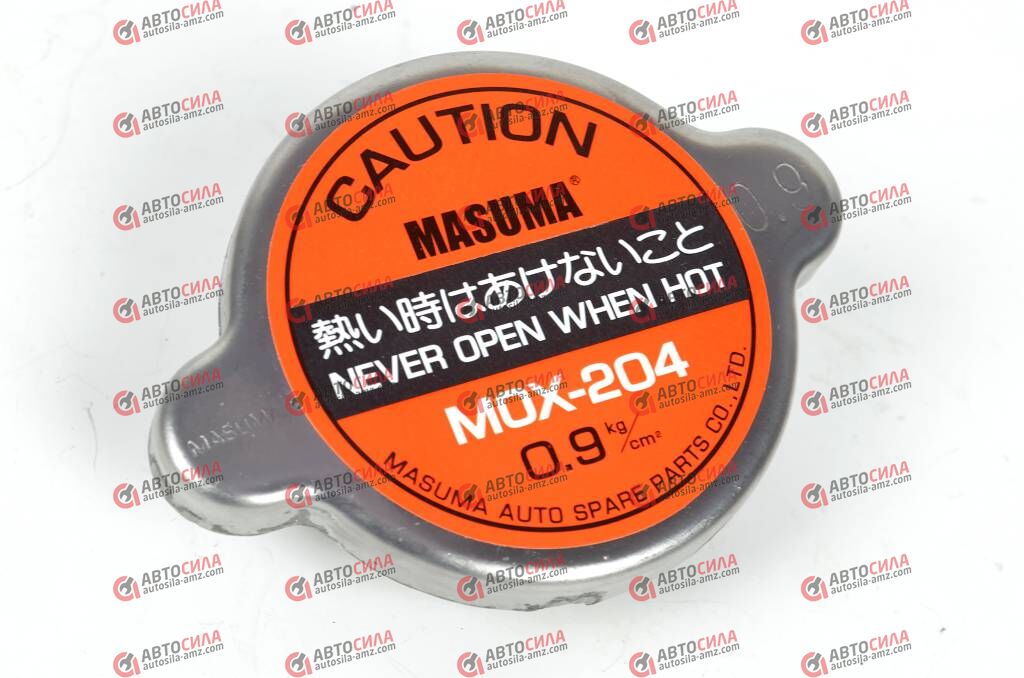 CAUTION
MASUMA®
熱い時はあけないこと
NEVER OPEN WHEN HOT
MOX-204
0.9 kg/cm²
MASUMA AUTO SPARE PARTS CO.,LTD.
MASUMA
0.9
АВТОСИЛА
autosila-amz.com